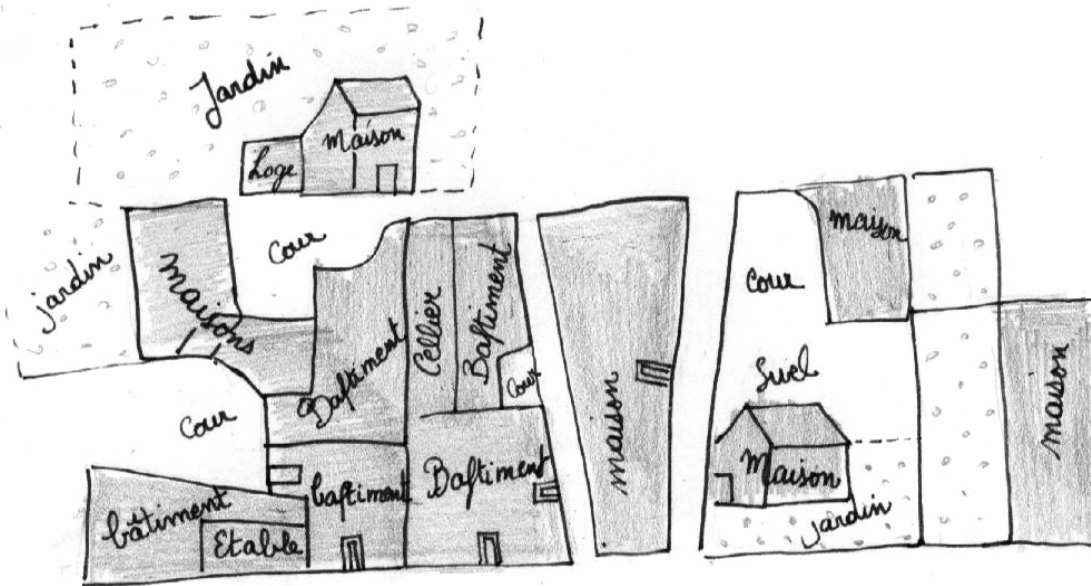 Jardin
Loge
maison
jardin
maisons
cour
Baftiment
Cellier
Baftiment
cour
maison
cour
maison
Suel
maison
maison
jardin
cour
bâtiment
Etable
baftiment
Baftiment